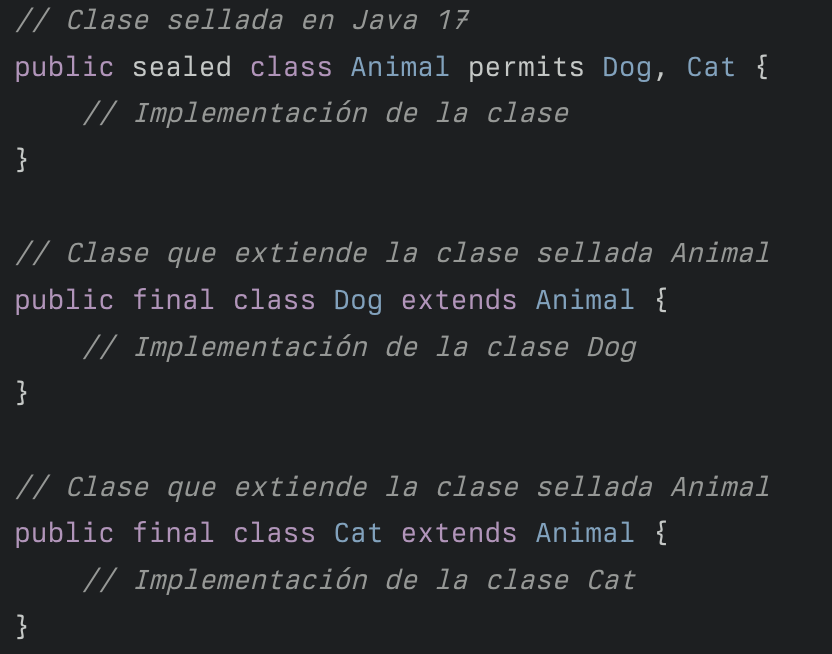 // Clase sellada en Java 17
public sealed class Animal permits Dog, Cat {
    // Implementación de la clase
}

// Clase que extiende la clase sellada Animal
public final class Dog extends Animal {
    // Implementación de la clase Dog
}

// Clase que extiende la clase sellada Animal
public final class Cat extends Animal {
    // Implementación de la clase Cat
}